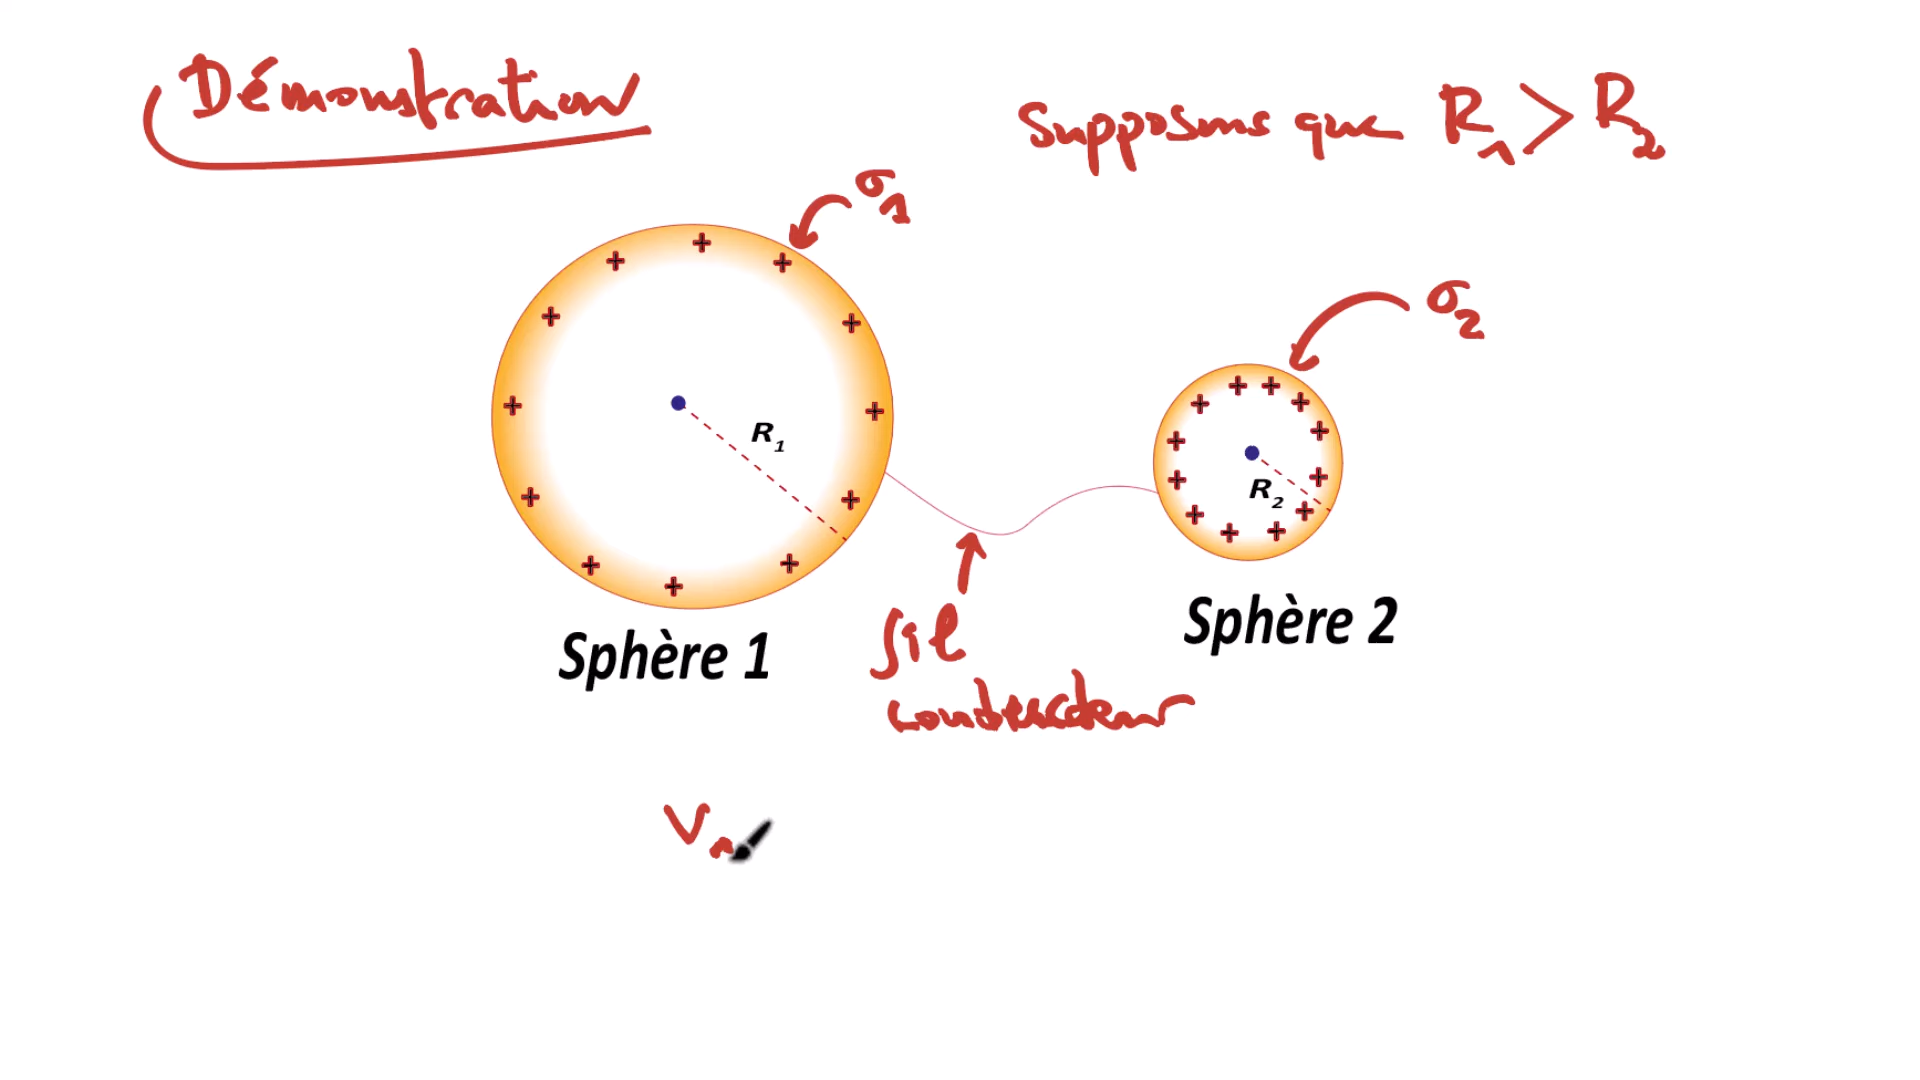 Démonstration
Supposons que R₁ > R₂
σ₁
σ₂
R₁
R₂
Sphère 1
Sphère 2
fil
conducteur
V